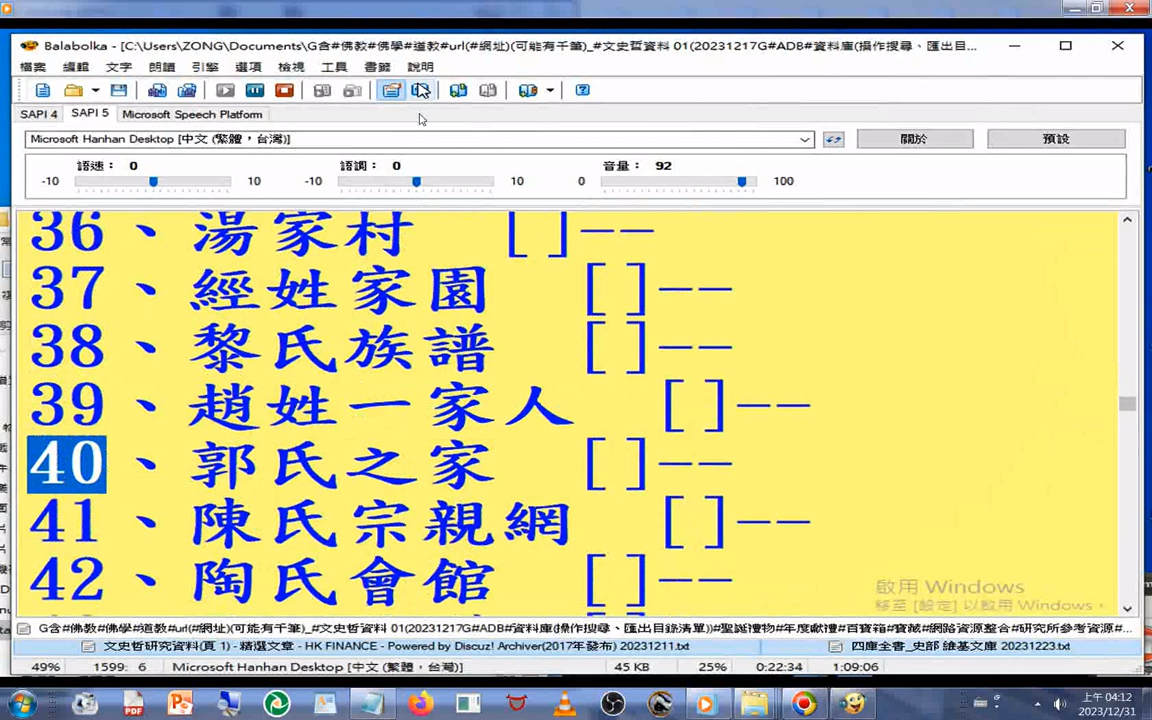 Balabolka - [C:\Users\ZONG\Documents\G含#佛教#佛學#道教#url(#網址)(可能有千筆)_#文史哲資料 01(20231217G#ADB#資料庫(操作搜尋、匯出目...
檔案 編輯 文字 朗讀 引擎 選項 檢視 工具 書籤 說明
SAPI 4 SAPI 5 Microsoft Speech Platform
Microsoft Hanhan Desktop [中文 (繁體，台灣)] 關於 預設
語速： 0 語調： 0 音量： 92
-10 10 -10 10 0 100
36、湯家村 []--
37、經姓家園 []--
38、黎氏族譜 []--
39、趙姓一家人 []--
40、郭氏之家 []--
41、陳氏宗親網 []--
42、陶氏會館 []--
啟用 Windows
移至 [設定] 以啟用 Windows。
G含#佛教#佛學#道教#url(#網址)(可能有千筆)_#文史哲資料 01(20231217G#ADB#資料庫(操作搜尋、匯出目錄清單))#聖誕禮物#年度獻禮#百寶箱#寶藏#網路資源整合#研究所參考資源#...
文史哲研究資料(頁 1) - 精選文章 - HK FINANCE - Powered by Discuz! Archiver(2017年發布) 20231211.txt 四庫全書_史部 維基文庫 20231223.txt
49% 1599: 6 Microsoft Hanhan Desktop [中文 (繁體，台灣)] 45 KB 25% 0:22:34 1:09:06
上午 04:12
2023/12/31